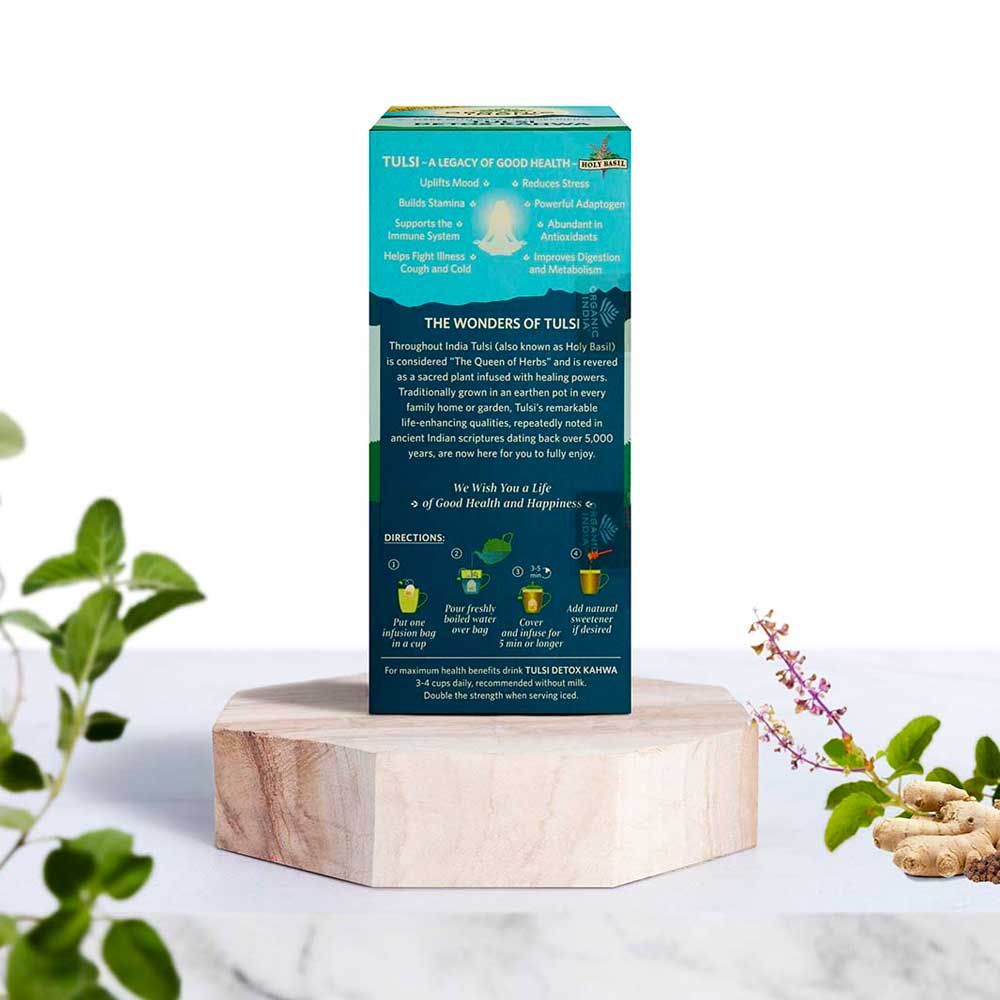 DETOX KAHWA
TULSI ~ A LEGACY OF GOOD HEALTH ~
HOLY BASIL
Uplifts Mood
Reduces Stress
Builds Stamina
Powerful Adaptogen
Supports the
Immune System
Abundant in
Antioxidants
Helps Fight Illness
Cough and Cold
Improves Digestion
and Metabolism
ORGANIC
INDIA
THE WONDERS OF TULSI
Throughout India Tulsi (also known as Holy Basil)
is considered "The Queen of Herbs" and is revered
as a sacred plant infused with healing powers.
Traditionally grown in an earthen pot in every
family home or garden, Tulsi's remarkable
life-enhancing qualities, repeatedly noted in
ancient Indian scriptures dating back over 5,000
years, are now here for you to fully enjoy.
We Wish You a Life
of Good Health and Happiness
ORGANIC
INDIA
DIRECTIONS:
1
Put one
infusion bag
in a cup
2
Pour freshly
boiled water
over bag
3
3-5
min
Cover
and infuse for
5 min or longer
4
Add natural
sweetener
if desired
For maximum health benefits drink TULSI DETOX KAHWA
3-4 cups daily, recommended without milk.
Double the strength when serving iced.